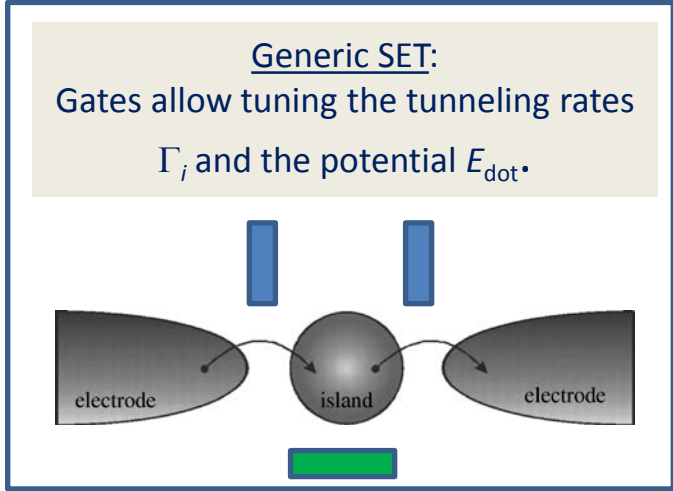 Generic SET:
Gates allow tuning the tunneling rates
Γi and the potential Edot.
electrode
island
electrode